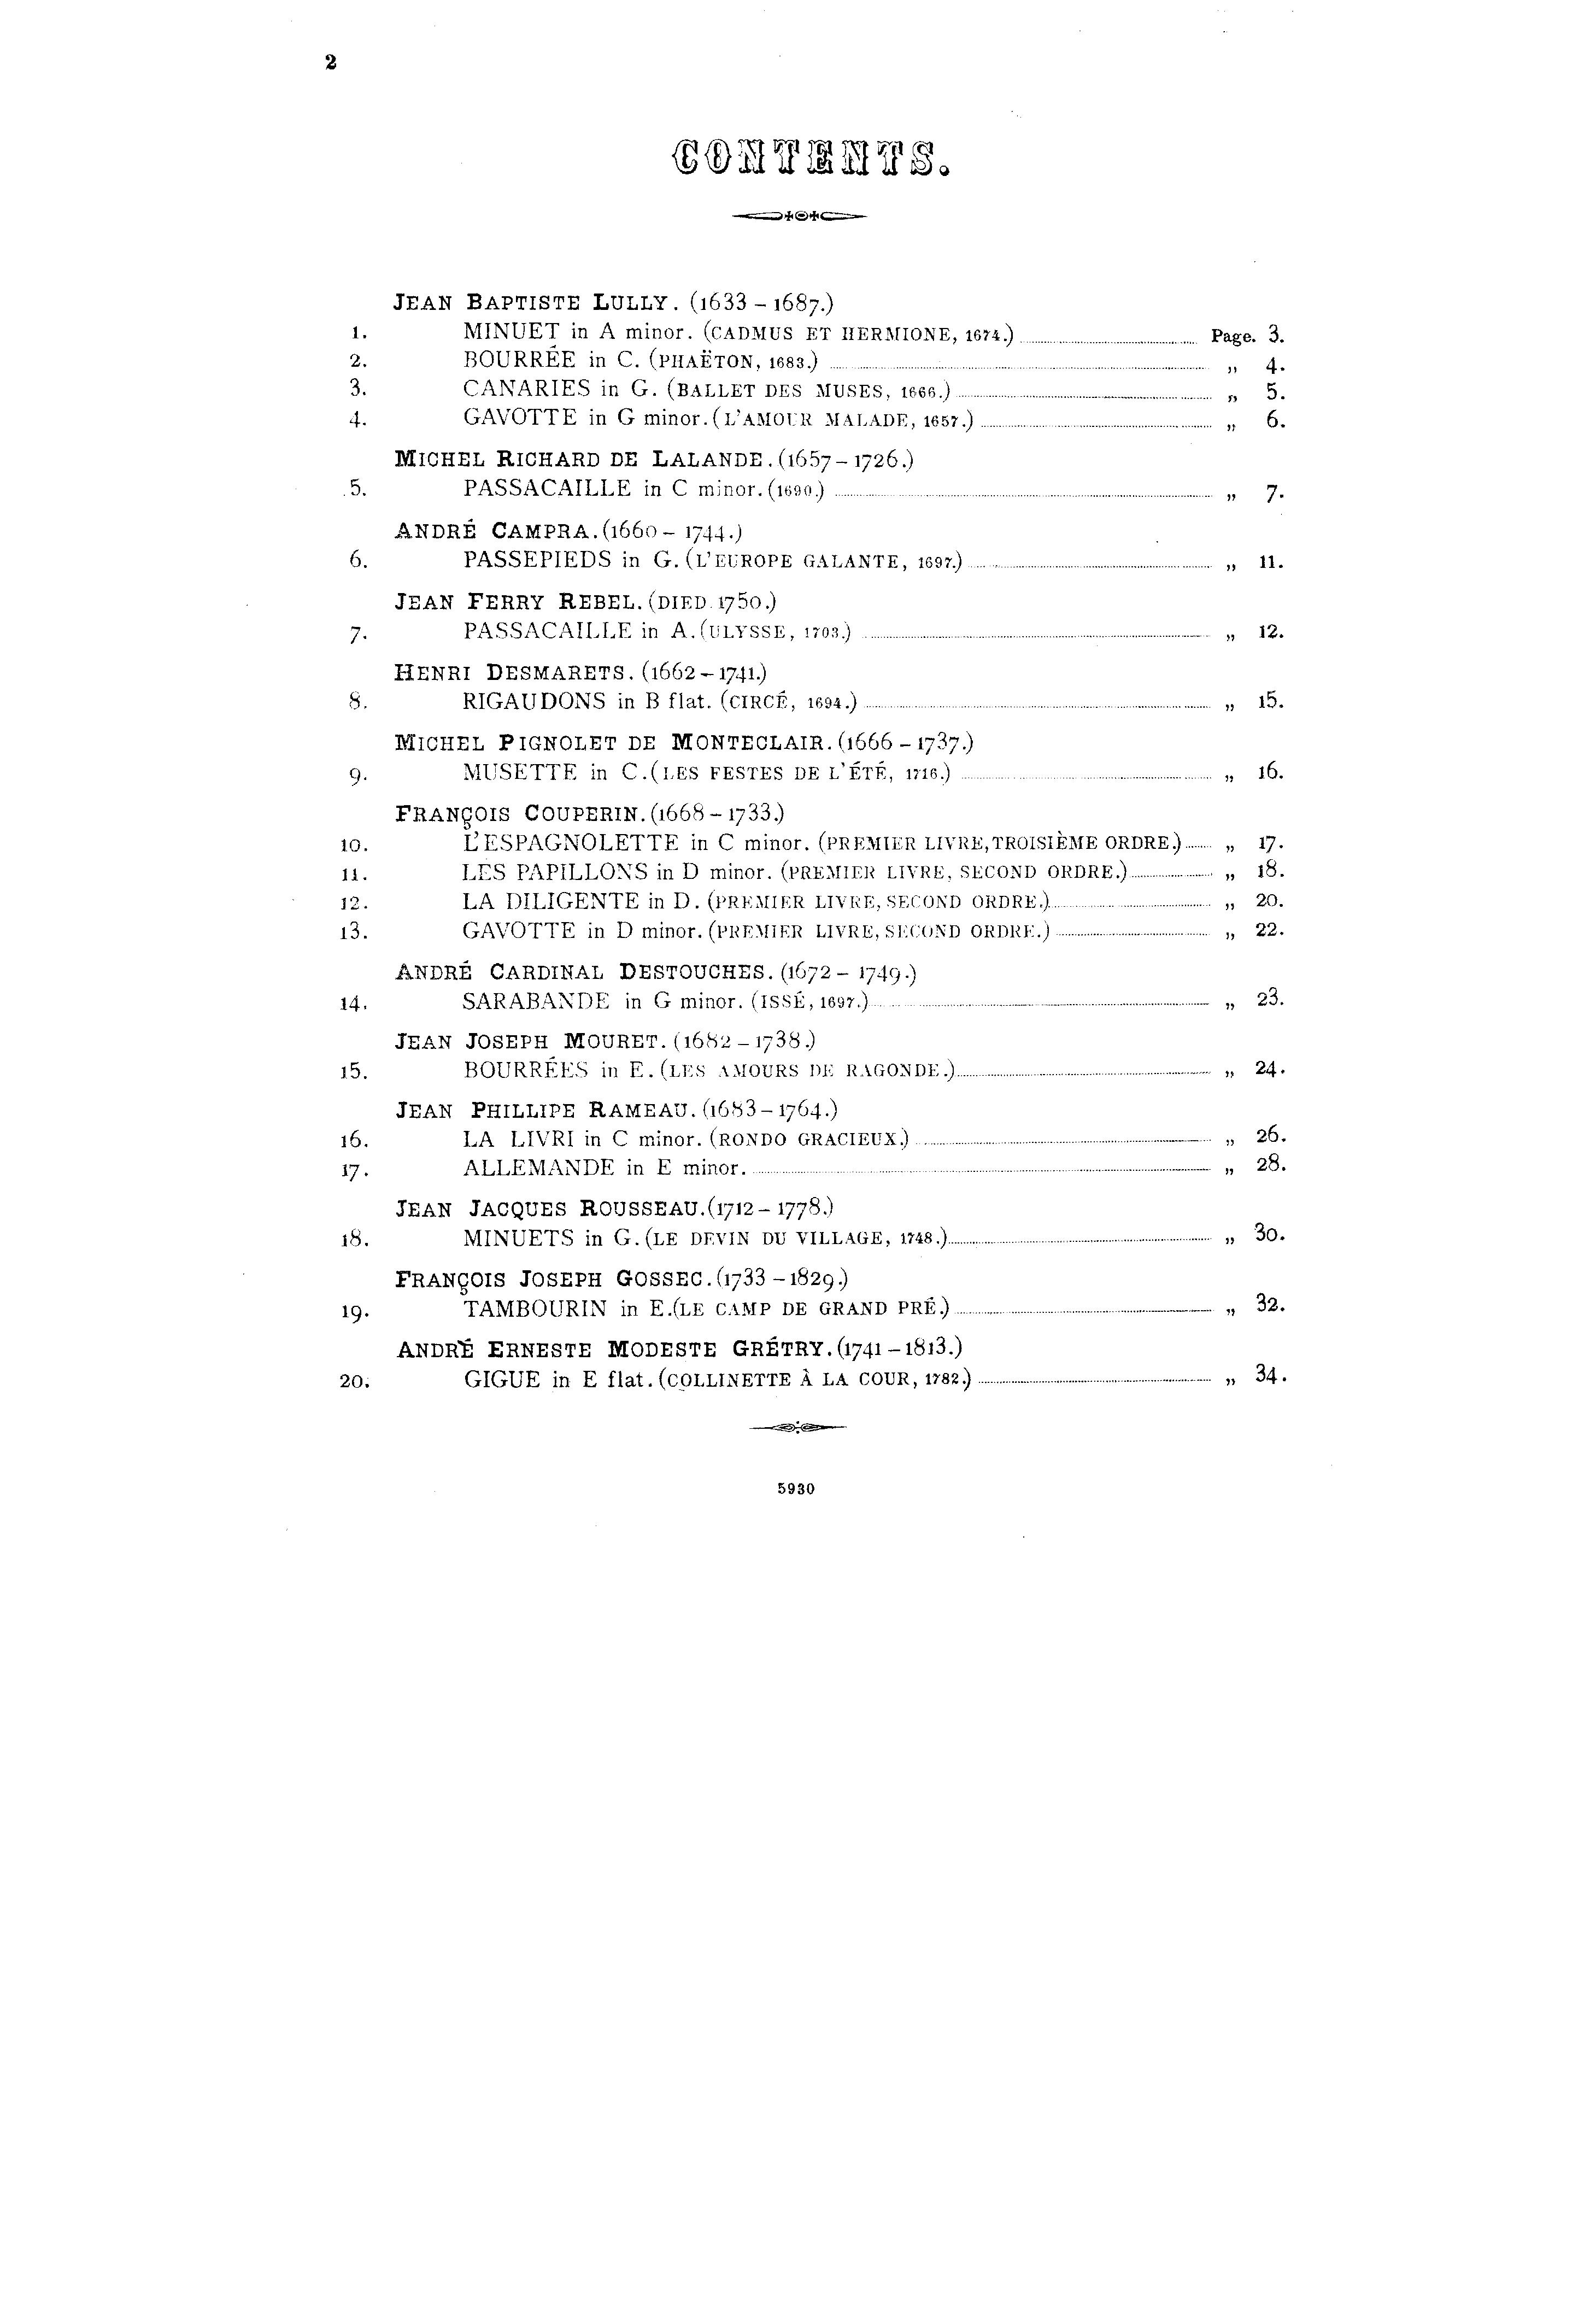 2
CONTENTS.
JEAN BAPTISTE LULLY. (1633 – 1687.)
1. MINUET in A minor. (CADMUS ET HERMIONE, 1674.) Page. 3.
2. BOURRÉE in C. (PHAËTON, 1683.) „ 4.
3. CANARIES in G. (BALLET DES MUSES, 1666.) „ 5.
4. GAVOTTE in G minor. (L'AMOUR MALADE, 1657.) „ 6.
MICHEL RICHARD DE LALANDE. (1657 – 1726.)
5. PASSACAILLE in C minor. (1690.) „ 7.
ANDRÉ CAMPRA. (1660 – 1744.)
6. PASSEPIEDS in G. (L'EUROPE GALANTE, 1697.) „ 11.
JEAN FERRY REBEL. (DIED. 1750.)
7. PASSACAILLE in A. (ULYSSE, 1703.) „ 12.
HENRI DESMARETS. (1662 – 1741.)
8. RIGAUDONS in B flat. (CIRCÉ, 1694.) „ 15.
MICHEL PIGNOLET DE MONTECLAIR. (1666 – 1737.)
9. MUSETTE in C. (LES FESTES DE L'ÉTÉ, 1716.) „ 16.
FRANÇOIS COUPERIN. (1668 – 1733.)
10. L'ESPAGNOLETTE in C minor. (PREMIER LIVRE, TROISIÈME ORDRE.) „ 17.
11. LES PAPILLONS in D minor. (PREMIER LIVRE, SECOND ORDRE.) „ 18.
12. LA DILIGENTE in D. (PREMIER LIVRE, SECOND ORDRE.) „ 20.
13. GAVOTTE in D minor. (PREMIER LIVRE, SECOND ORDRE.) „ 22.
ANDRÉ CARDINAL DESTOUCHES. (1672 – 1749.)
14. SARABANDE in G minor. (ISSÉ, 1697.) „ 23.
JEAN JOSEPH MOURET. (1682 – 1738.)
15. BOURRÉES in E. (LES AMOURS DE RAGONDE.) „ 24.
JEAN PHILLIPE RAMEAU. (1683 – 1764.)
16. LA LIVRI in C minor. (RONDO GRACIEUX.) „ 26.
17. ALLEMANDE in E minor. „ 28.
JEAN JACQUES ROUSSEAU. (1712 – 1778.)
18. MINUETS in G. (LE DEVIN DU VILLAGE, 1748.) „ 30.
FRANÇOIS JOSEPH GOSSEC. (1733 – 1829.)
19. TAMBOURIN in E. (LE CAMP DE GRAND PRÉ.) „ 32.
ANDRÉ ERNESTE MODESTE GRÉTRY. (1741 – 1813.)
20. GIGUE in E flat. (COLLINETTE À LA COUR, 1782.) „ 34.
5930